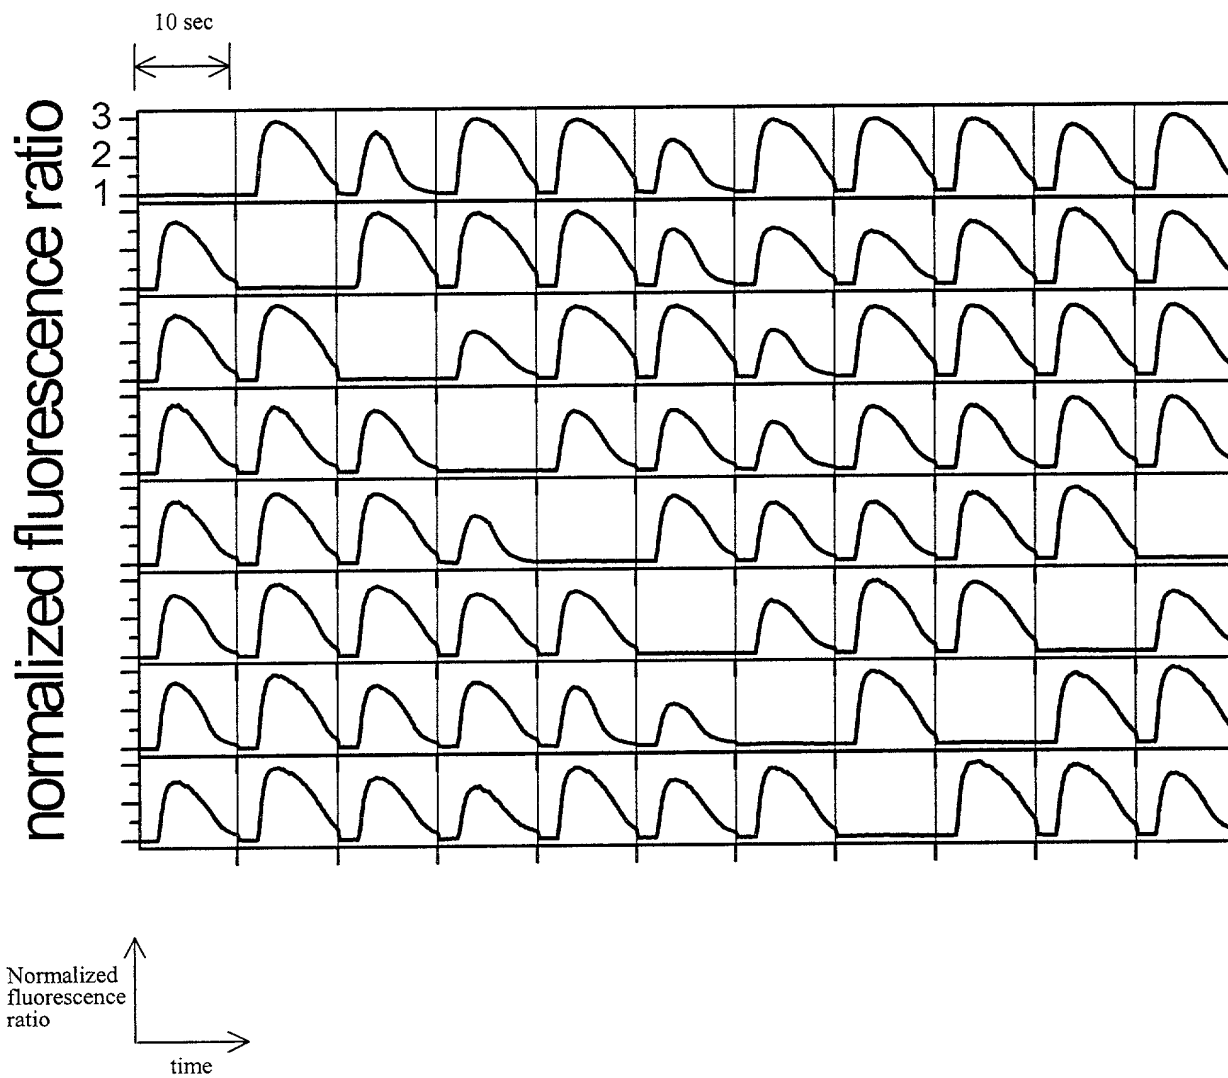 10 sec
normalized fluorescence ratio
3
2
1
Normalized
fluorescence
ratio
time